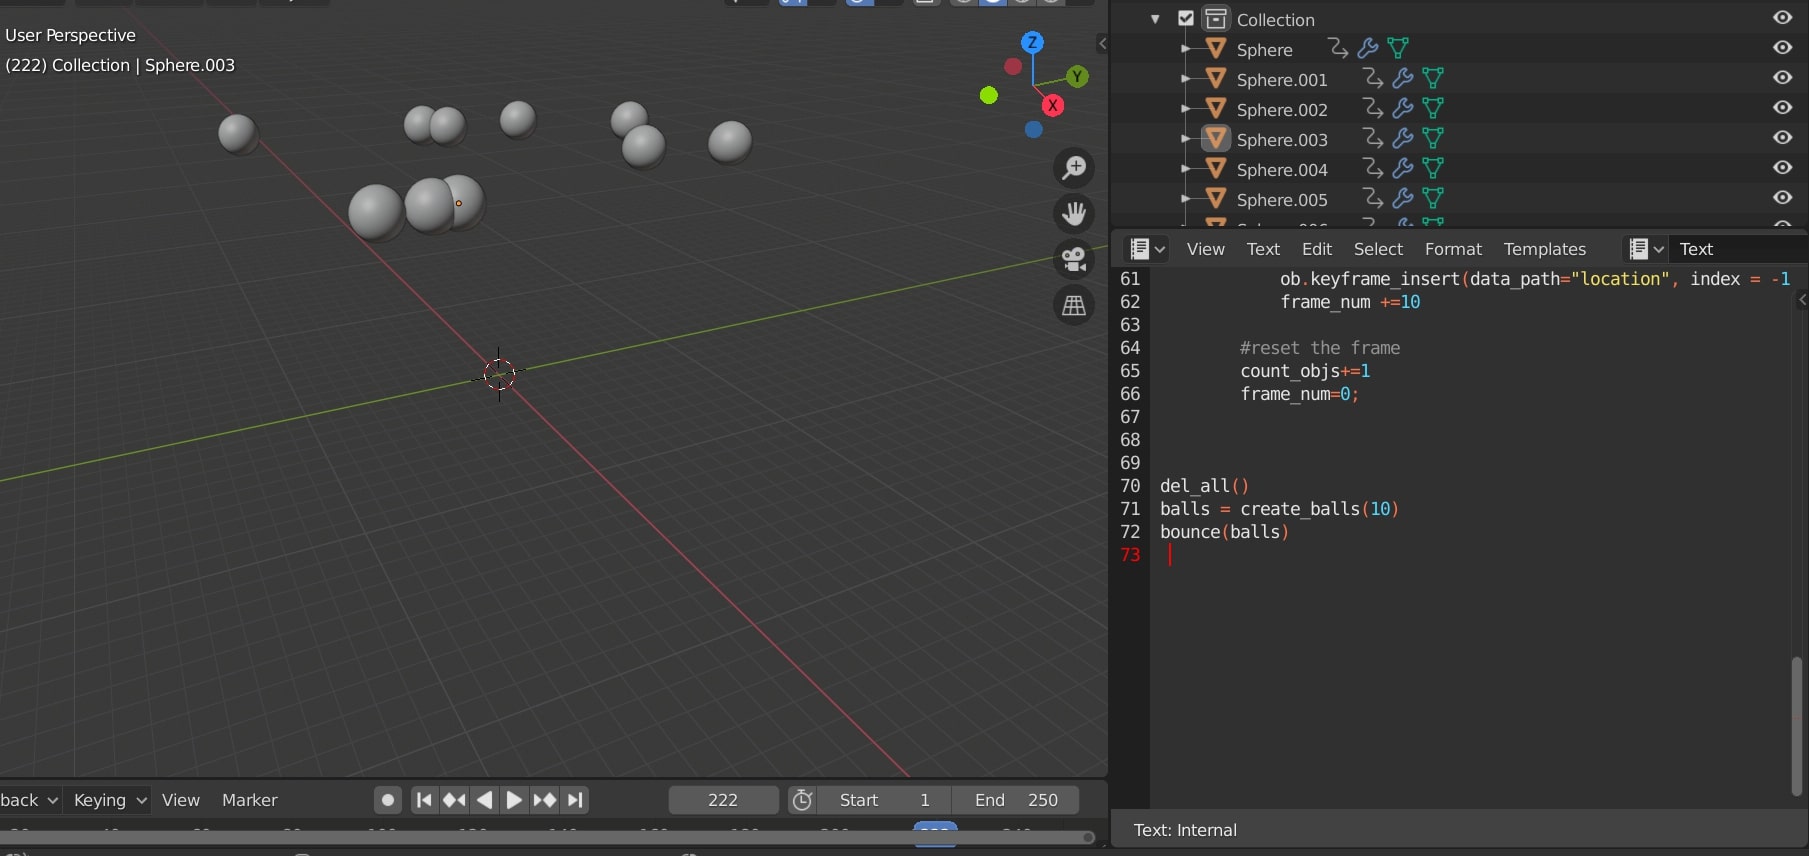 User Perspective
(222) Collection | Sphere.003
Z
Y
X
Collection
Sphere
Sphere.001
Sphere.002
Sphere.003
Sphere.004
Sphere.005
View Text Edit Select Format Templates Text
61 ob.keyframe_insert(data_path="location", index = -1
62 frame_num +=10
63
64 #reset the frame
65 count_objs+=1
66 frame_num=0;
67
68
69
70 del_all()
71 balls = create_balls(10)
72 bounce(balls)
73
back Keying View Marker 222 Start 1 End 250
Text: Internal